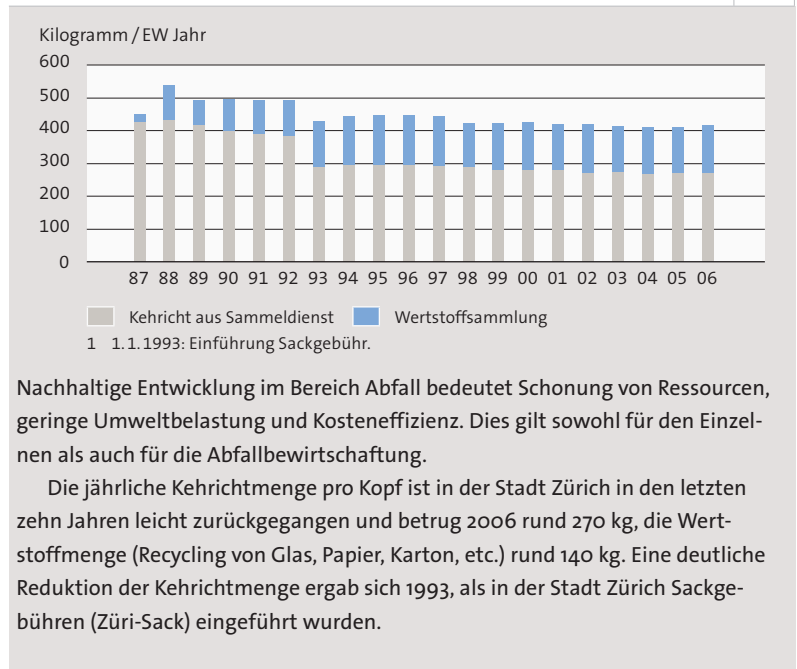 Kilogramm / EW Jahr
600
500
400
300
200
100
0
87 88 89 90 91 92 93 94 95 96 97 98 99 00 01 02 03 04 05 06
Kehricht aus Sammeldienst Wertstoffsammlung
1 1.1.1993: Einführung Sackgebühr.
Nachhaltige Entwicklung im Bereich Abfall bedeutet Schonung von Ressourcen,
geringe Umweltbelastung und Kosteneffizienz. Dies gilt sowohl für den Einzel-
nen als auch für die Abfallbewirtschaftung.
Die jährliche Kehrichtmenge pro Kopf ist in der Stadt Zürich in den letzten
zehn Jahren leicht zurückgegangen und betrug 2006 rund 270 kg, die Wert-
stoffmenge (Recycling von Glas, Papier, Karton, etc.) rund 140 kg. Eine deutliche
Reduktion der Kehrichtmenge ergab sich 1993, als in der Stadt Zürich Sackge-
bühren (Züri-Sack) eingeführt wurden.